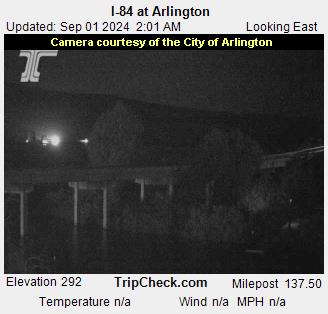 I-84 at Arlington
Updated: Sep 01 2024 2:01 AM Looking East
Camera courtesy of the City of Arlington
Elevation 292 TripCheck.com Milepost 137.50
Temperature n/a Wind n/a MPH n/a